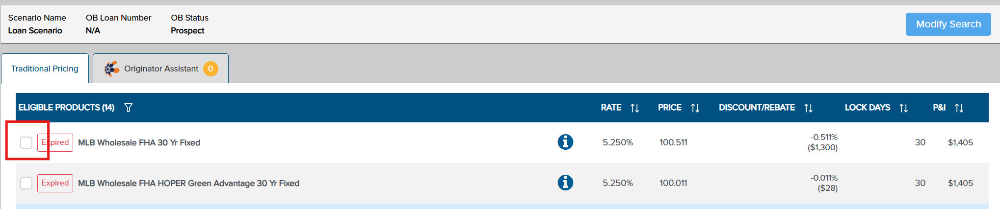 Scenario Name OB Loan Number OB Status
Loan Scenario N/A Prospect
Modify Search
Traditional Pricing Originator Assistant 0
ELIGIBLE PRODUCTS (14) RATE PRICE DISCOUNT/REBATE LOCK DAYS P&I
Expired MLB Wholesale FHA 30 Yr Fixed 5.250% 100.511 -0.511% 30 $1,405
($1,300)
Expired MLB Wholesale FHA HOPER Green Advantage 30 Yr Fixed 5.250% 100.011 -0.011% 30 $1,405
($28)